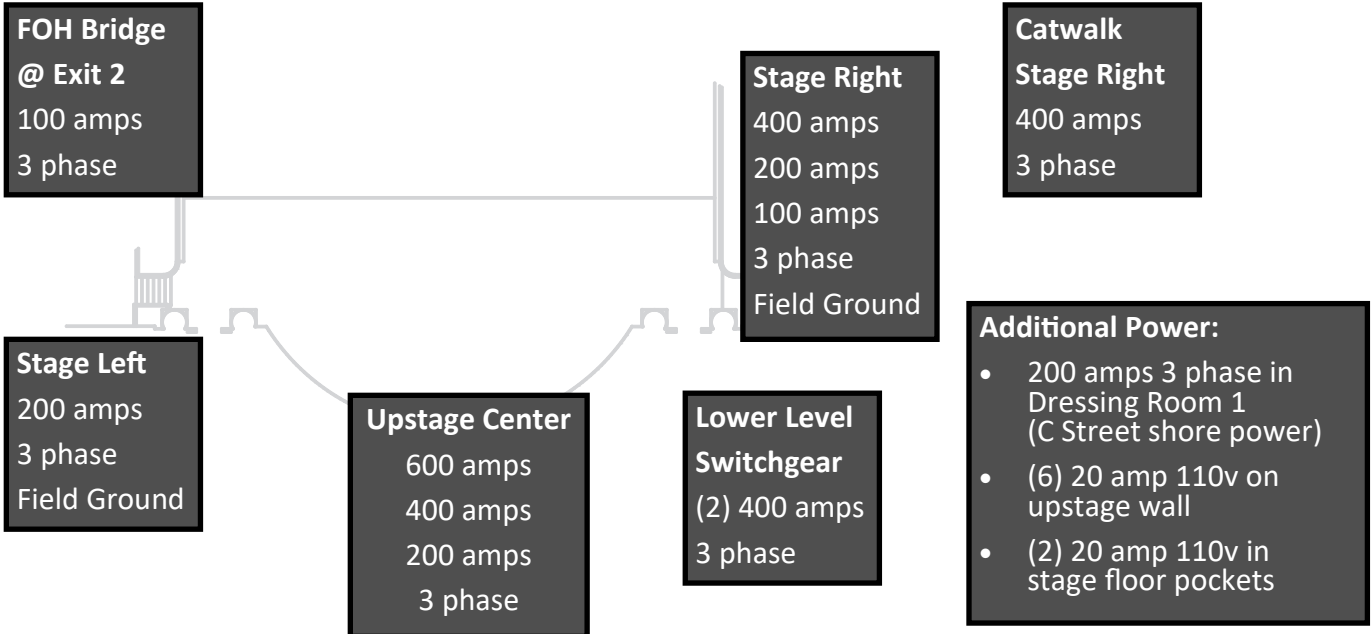 FOH Bridge
@ Exit 2
100 amps
3 phase
Stage Right
400 amps
200 amps
100 amps
3 phase
Field Ground
Catwalk
Stage Right
400 amps
3 phase
Stage Left
200 amps
3 phase
Field Ground
Upstage Center
600 amps
400 amps
200 amps
3 phase
Lower Level
Switchgear
(2) 400 amps
3 phase
Additional Power:
• 200 amps 3 phase in
Dressing Room 1
(C Street shore power)
• (6) 20 amp 110v on
upstage wall
• (2) 20 amp 110v in
stage floor pockets